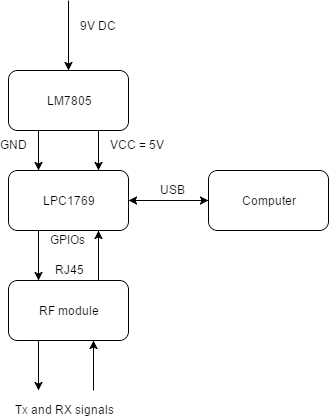 9V DC
LM7805
GND
VCC = 5V
LPC1769
USB
Computer
GPIOs
RJ45
RF module
Tx and RX signals